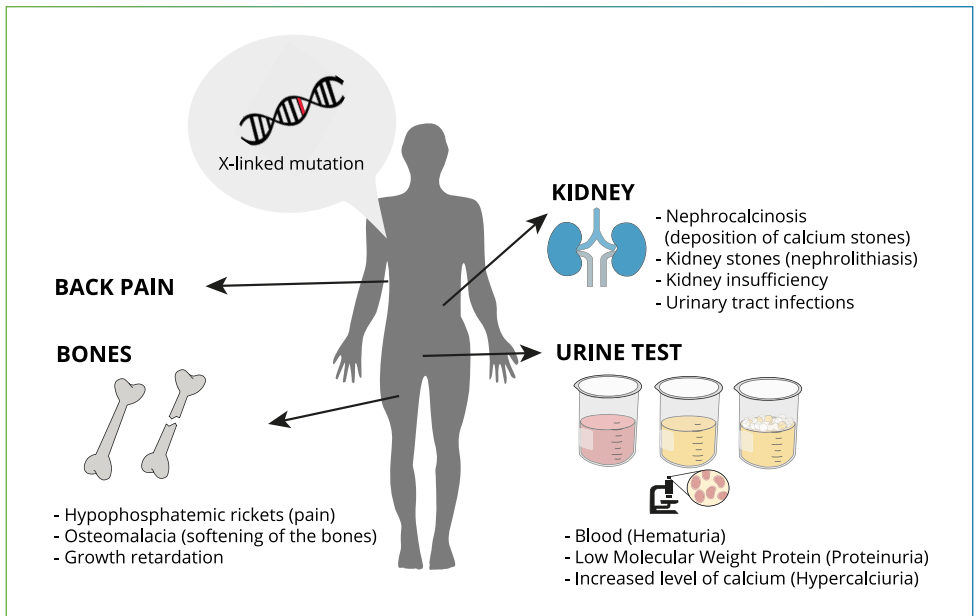 X-linked mutation
KIDNEY
- Nephrocalcinosis
(deposition of calcium stones)
- Kidney stones (nephrolithiasis)
- Kidney insufficiency
- Urinary tract infections
BACK PAIN
BONES
- Hypophosphatemic rickets (pain)
- Osteomalacia (softening of the bones)
- Growth retardation
URINE TEST
- Blood (Hematuria)
- Low Molecular Weight Protein (Proteinuria)
- Increased level of calcium (Hypercalciuria)